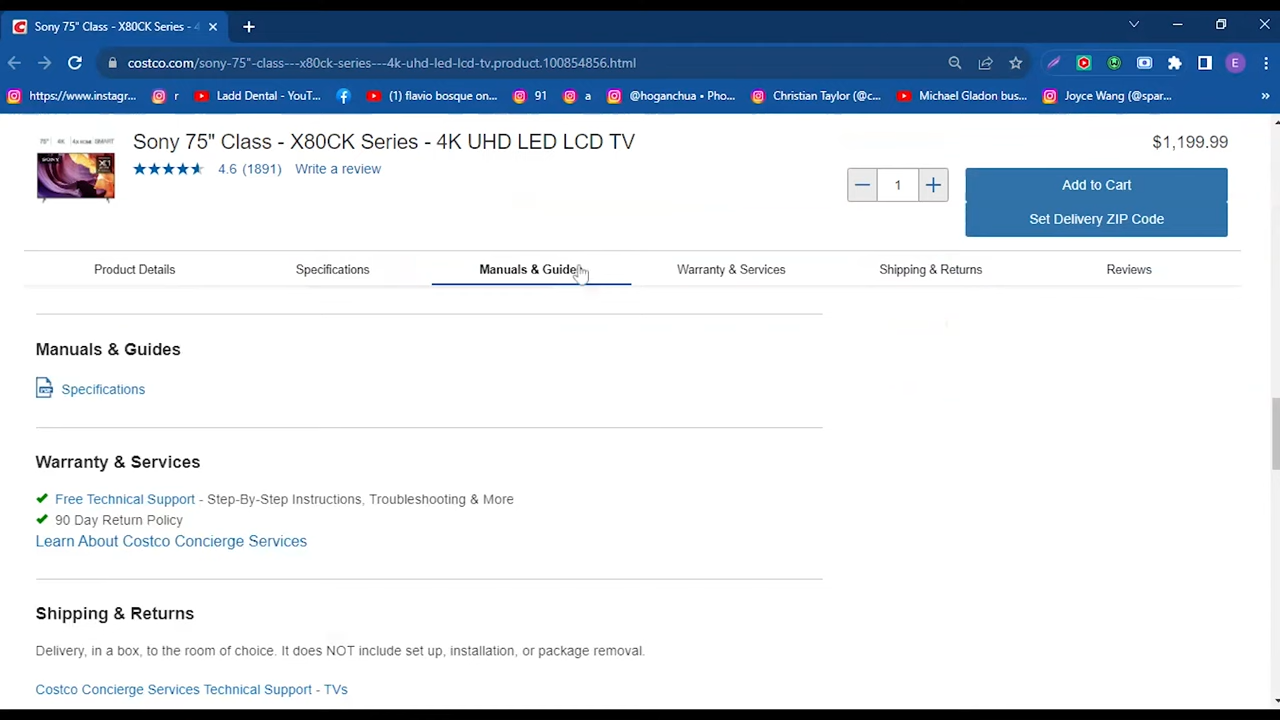 Sony 75" Class - X80CK Series - 4
costco.com/sony-75"-class---x80ck-series---4k-uhd-led-lcd-tv.product.100854856.html
E
https://www.instagr... r Ladd Dental - YouT... (1) flavio bosque on... 91 a @hoganchua • Pho... Christian Taylor (@c... Michael Gladon bus... Joyce Wang (@spar... »
Sony 75" Class - X80CK Series - 4K UHD LED LCD TV
$1,199.99
4.6 (1891) Write a review
1
Add to Cart
Set Delivery ZIP Code
Product Details Specifications Manuals & Guides Warranty & Services Shipping & Returns Reviews
Manuals & Guides
Specifications
Warranty & Services
Free Technical Support - Step-By-Step Instructions, Troubleshooting & More
90 Day Return Policy
Learn About Costco Concierge Services
Shipping & Returns
Delivery, in a box, to the room of choice. It does NOT include set up, installation, or package removal.
Costco Concierge Services Technical Support - TVs